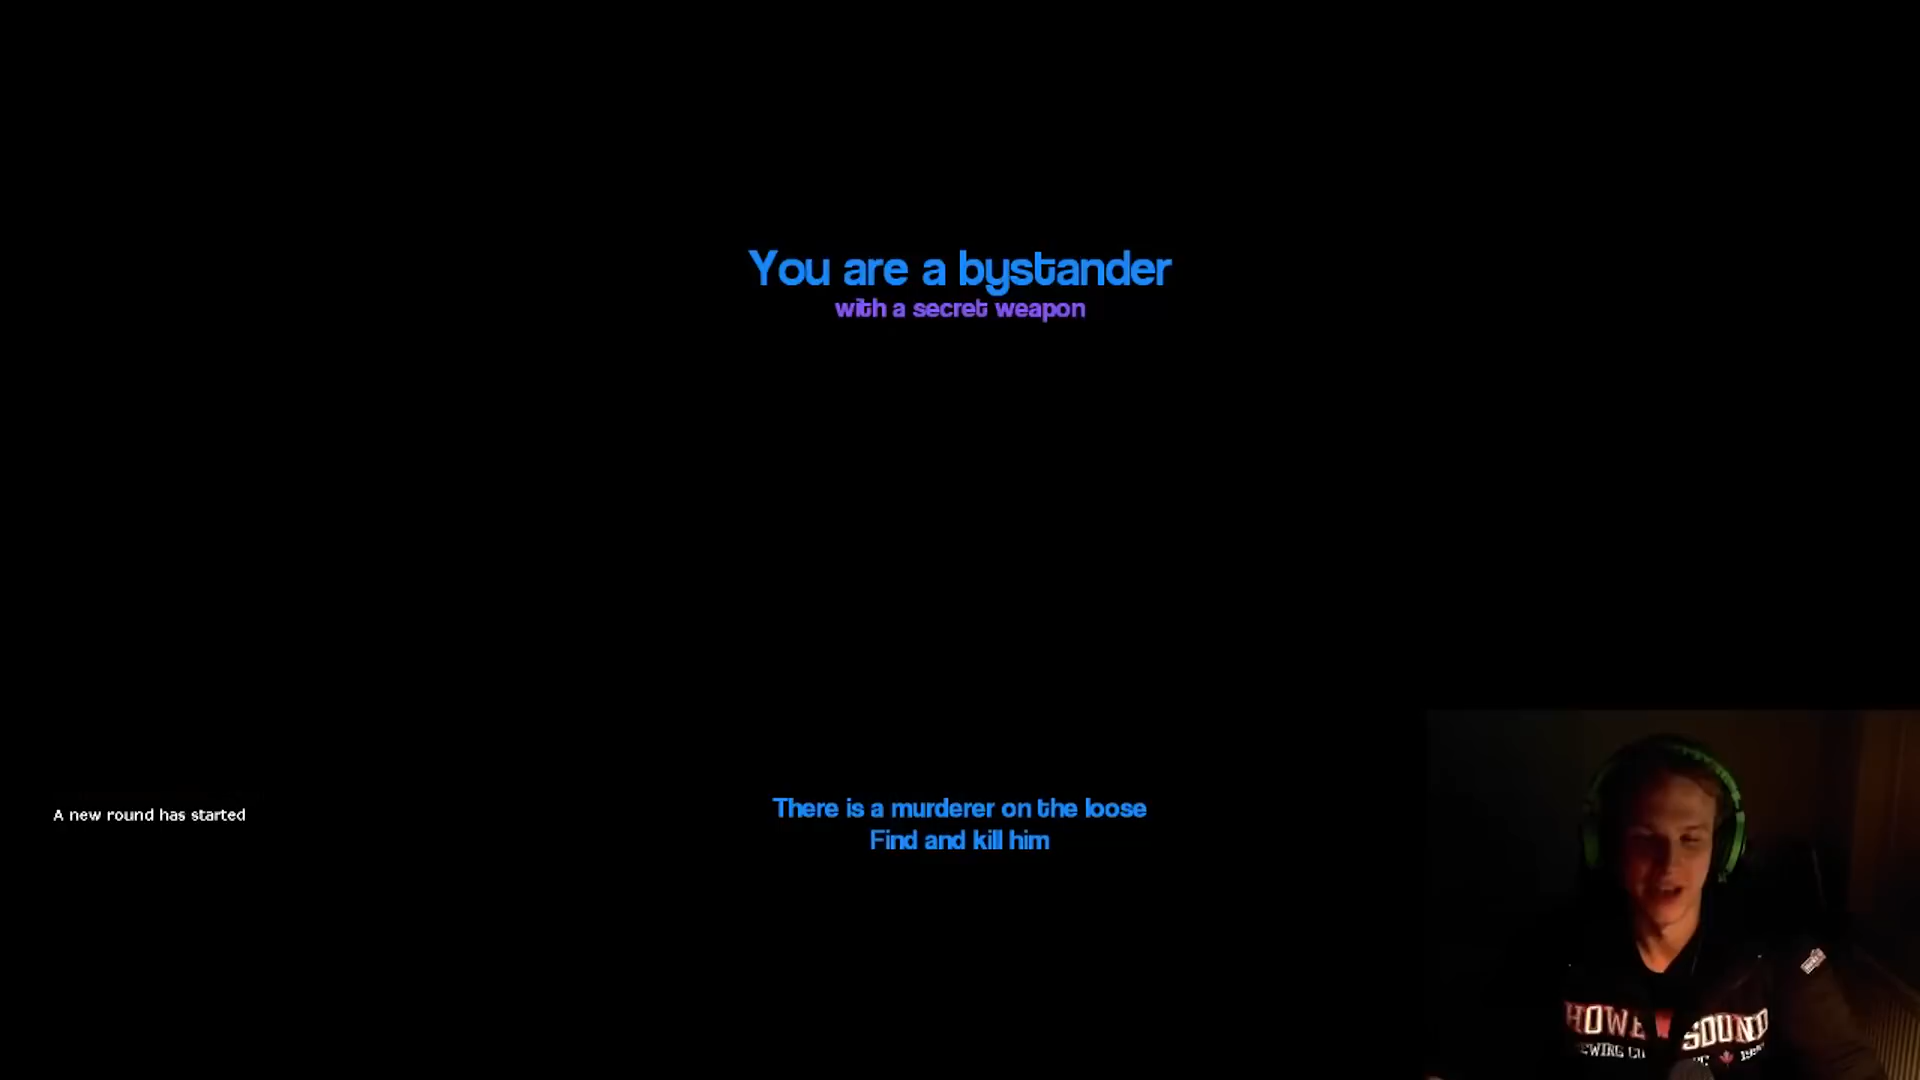 You are a bystander
with a secret weapon
A new round has started
There is a murderer on the loose
Find and kill him
SOUND